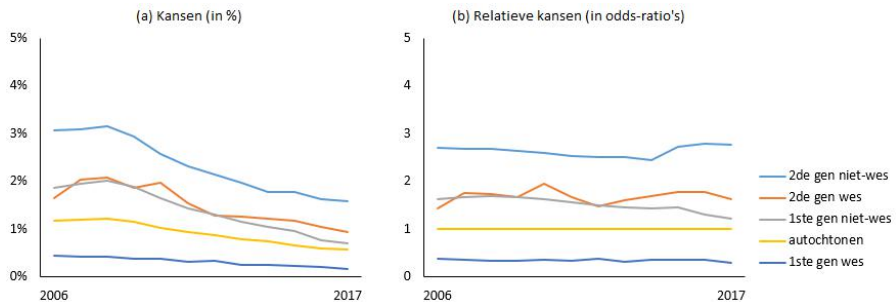 (a) Kansen (in %)
(b) Relatieve kansen (in odds-ratio's)
5%
4%
3%
2%
1%
0%
2006
2017
5
4
3
2
1
0
2006
2017
2de gen niet-wes
2de gen wes
1ste gen niet-wes
autochtonen
1ste gen wes